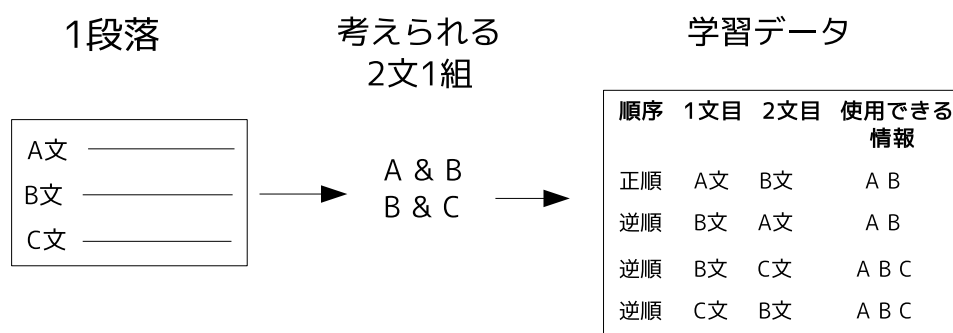 1段落
考えられる
2文1組
学習データ
A文
B文
C文
A & B
B & C
順序 1文目 2文目 使用できる
情報
正順 A文 B文 A B
逆順 B文 A文 A B
逆順 B文 C文 A B C
逆順 C文 B文 A B C